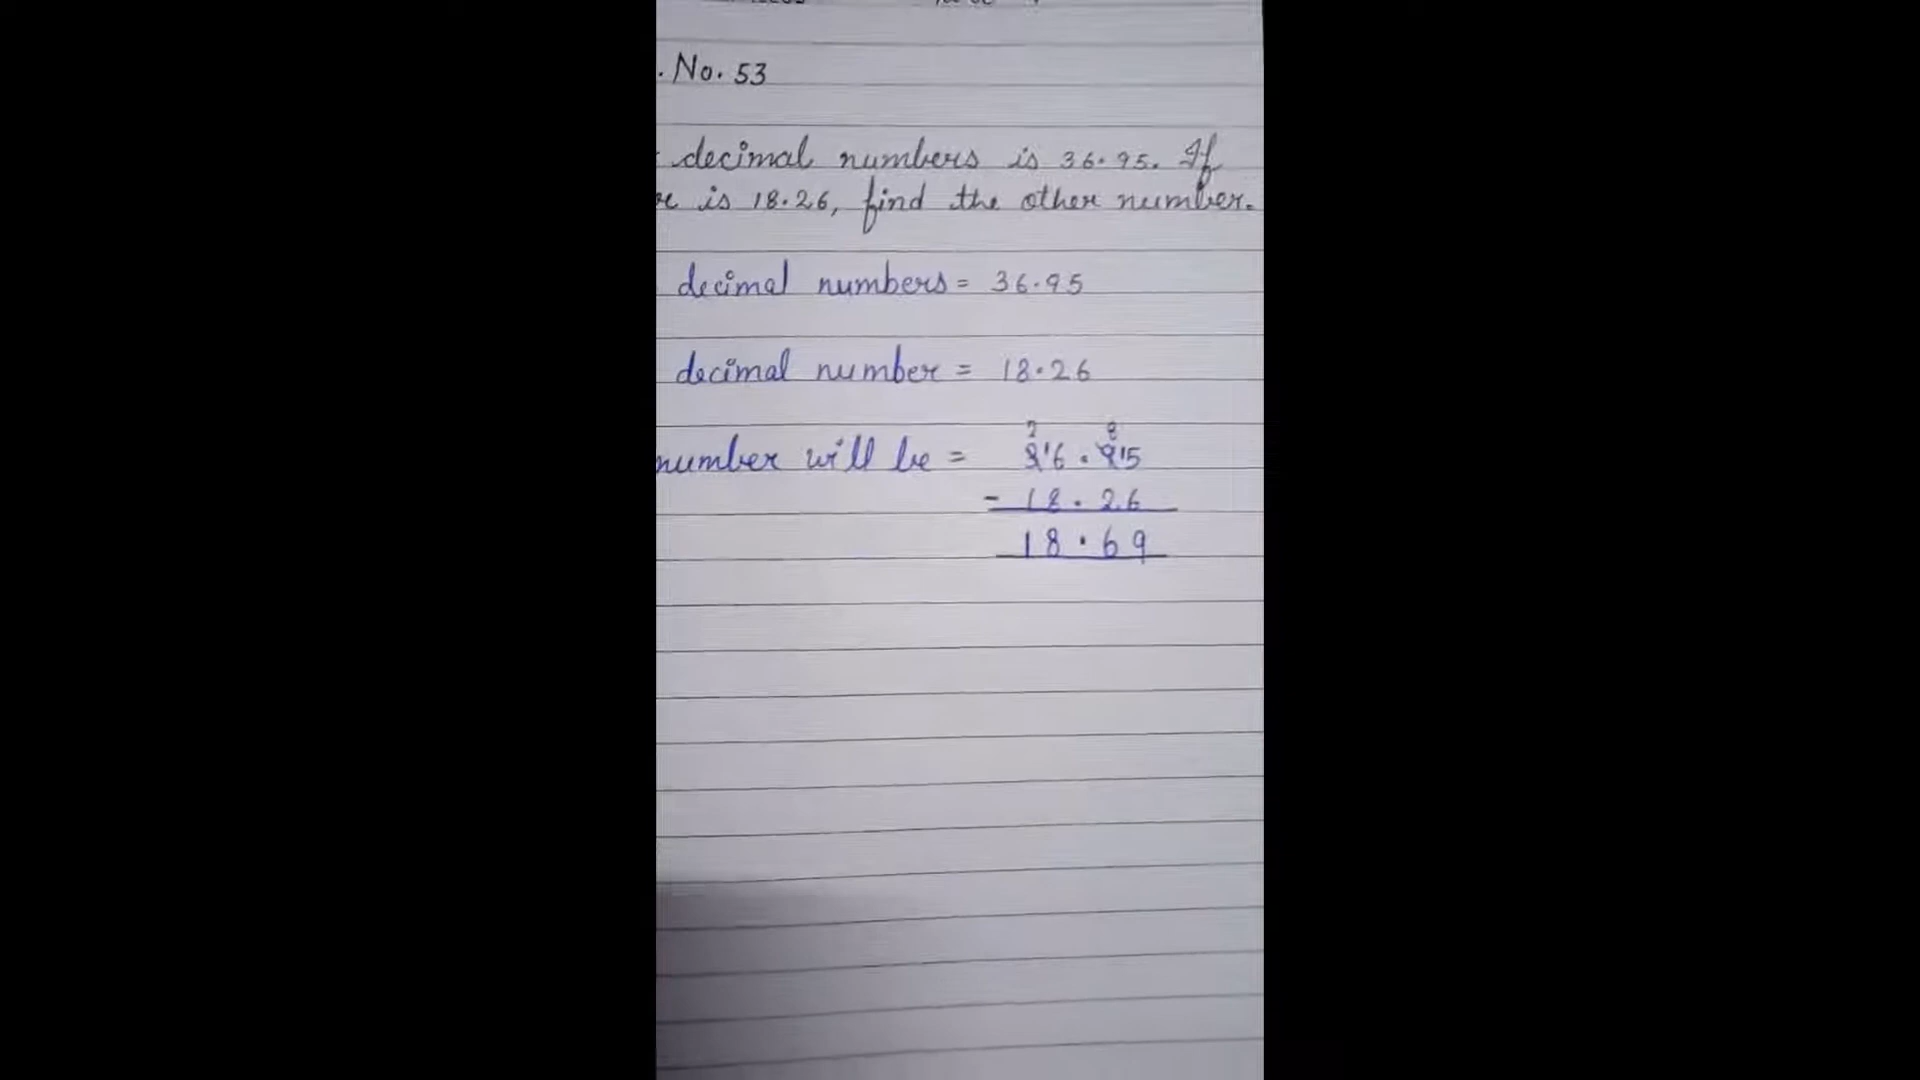 . No. 53
decimal numbers is 36.95. If
is 18.26, find the other number.
decimal numbers = 36.95
decimal number = 18.26
number will be = 36.95
- 18.26
18.69